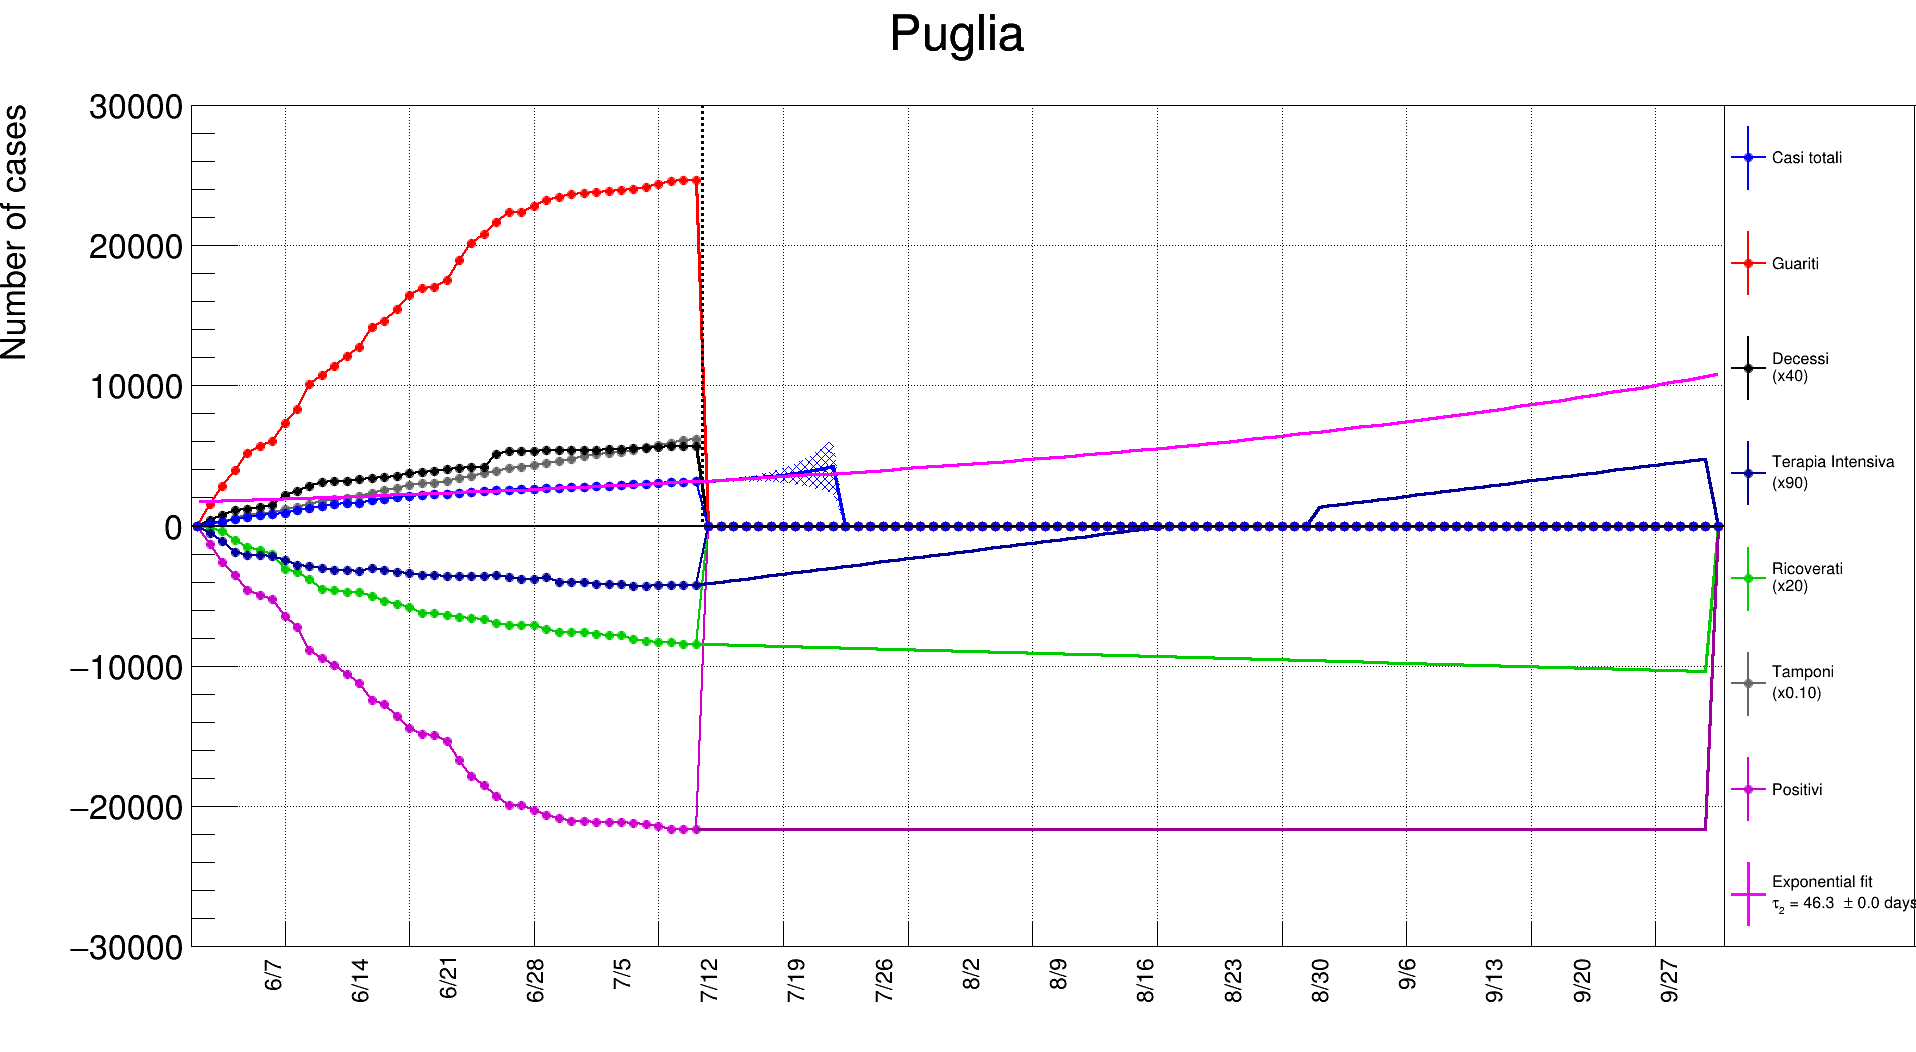 Puglia
Number of cases
30000
20000
10000
0
−10000
−20000
−30000
6/7
6/14
6/21
6/28
7/5
7/12
7/19
7/26
8/2
8/9
8/16
8/23
8/30
9/6
9/13
9/20
9/27
Casi totali
Guariti
Decessi
(x40)
Terapia Intensiva
(x90)
Ricoverati
(x20)
Tamponi
(x0.10)
Positivi
Exponential fit
τ2 = 46.3 ± 0.0 days